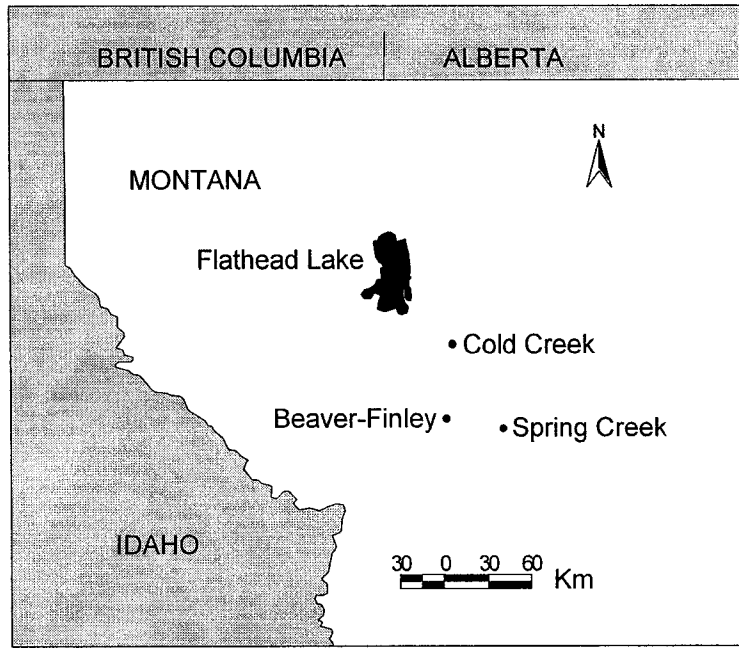 BRITISH COLUMBIA
ALBERTA
N
MONTANA
Flathead Lake
Cold Creek
Beaver-Finley
Spring Creek
IDAHO
30 0 30 60
Km